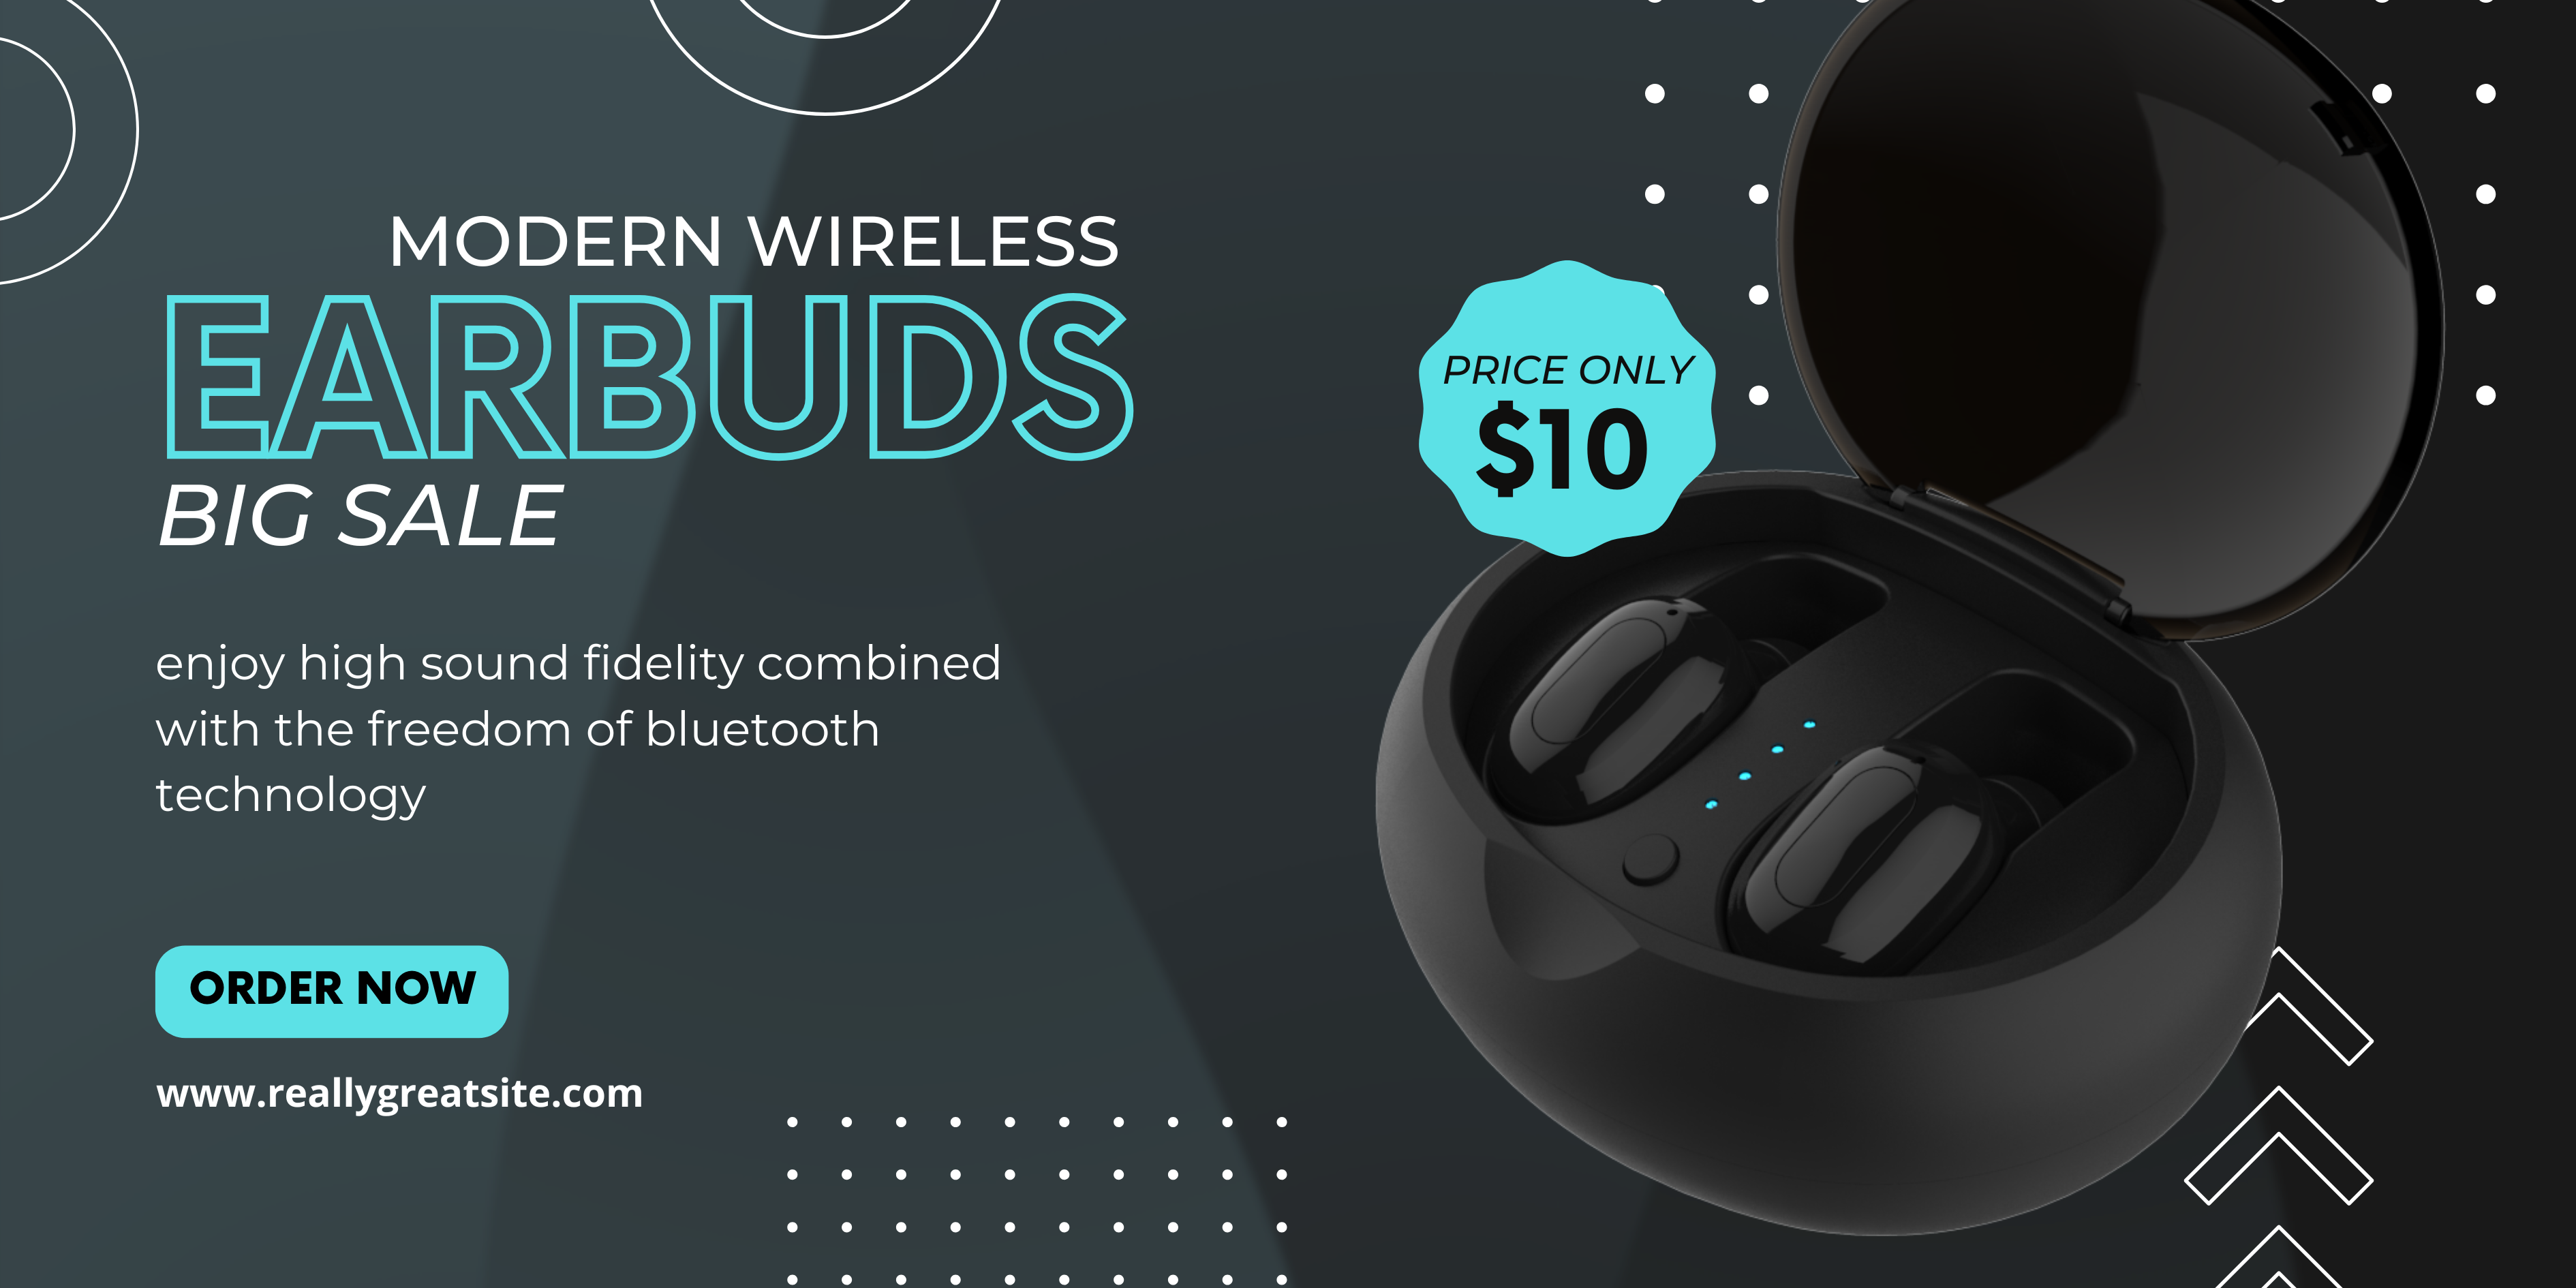 MODERN WIRELESS
EARBUDS
BIG SALE
enjoy high sound fidelity combined
with the freedom of bluetooth
technology
ORDER NOW
www.reallygreatsite.com
PRICE ONLY
$10